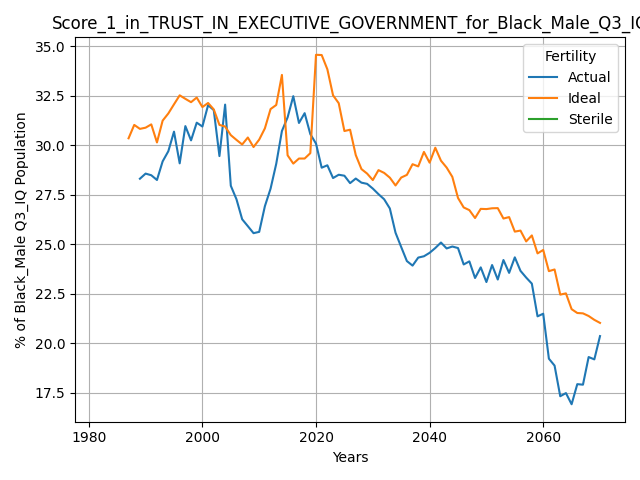 Score_1_in_TRUST_IN_EXECUTIVE_GOVERNMENT_for_Black_Male_Q3_IQ
Fertility
Actual
Ideal
Sterile
% of Black_Male Q3_IQ Population
35.0
32.5
30.0
27.5
25.0
22.5
20.0
17.5
1980
2000
2020
2040
2060
Years